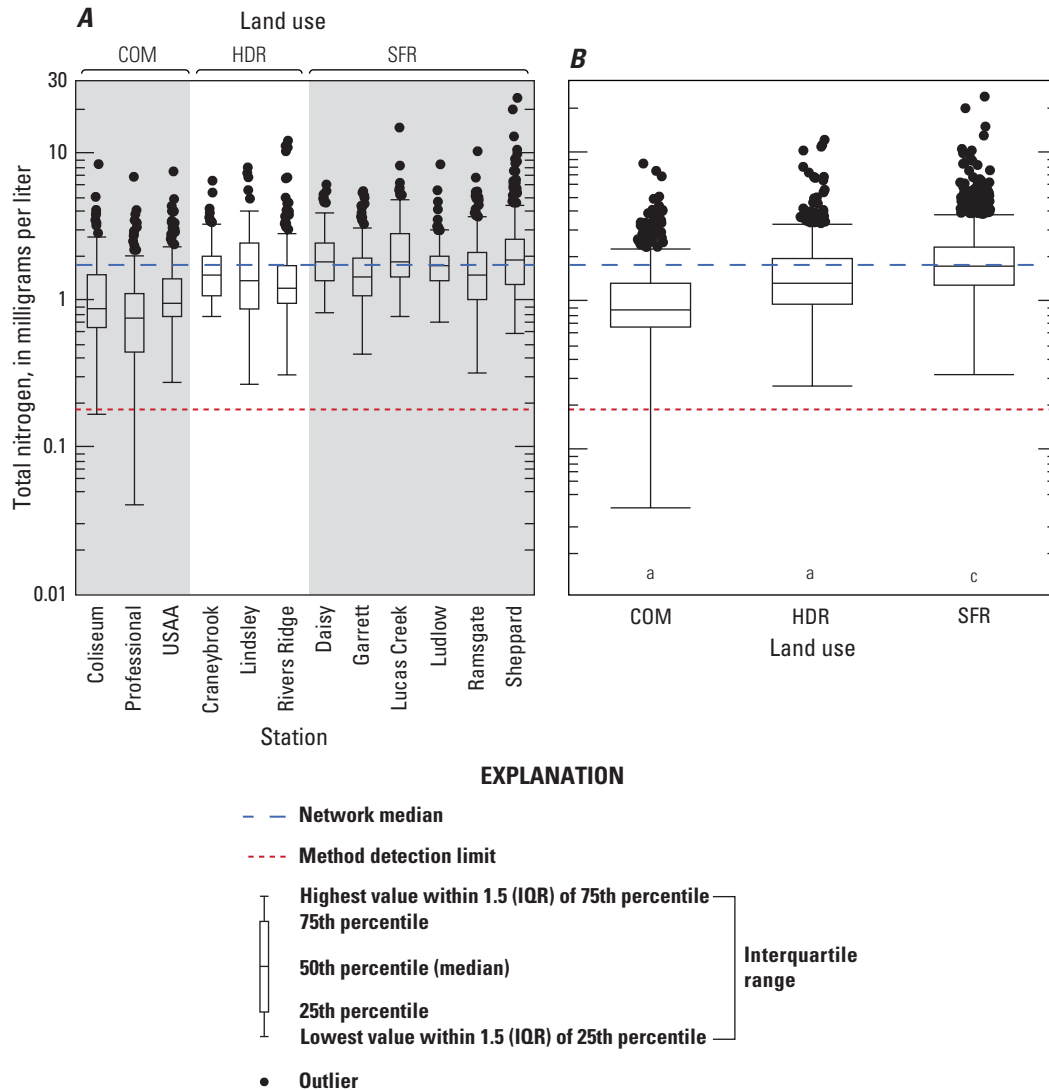 A
Land use
COM HDR SFR
B
30
10
1
0.1
0.01
Total nitrogen, in milligrams per liter
Coliseum
Professional
USAA
Craneybrook
Lindsley
Rivers Ridge
Daisy
Garrett
Lucas Creek
Ludlow
Ramsgate
Sheppard
Station
a a c
COM HDR SFR
Land use
EXPLANATION
Network median
Method detection limit
Highest value within 1.5 (IQR) of 75th percentile
75th percentile
50th percentile (median)
25th percentile
Lowest value within 1.5 (IQR) of 25th percentile
Interquartile
range
Outlier